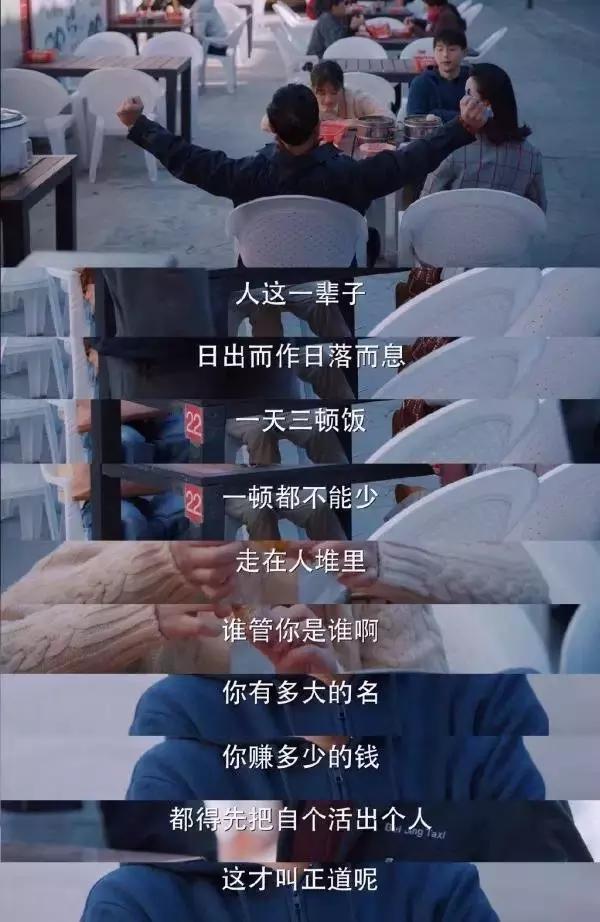 人这一辈子
日出而作日落而息
22
一天三顿饭
22
一顿都不能少
走在人堆里
谁管你是谁啊
你有多大的名
你赚多少的钱
都得先把自个活出个人
Taxi
这才叫正道呢